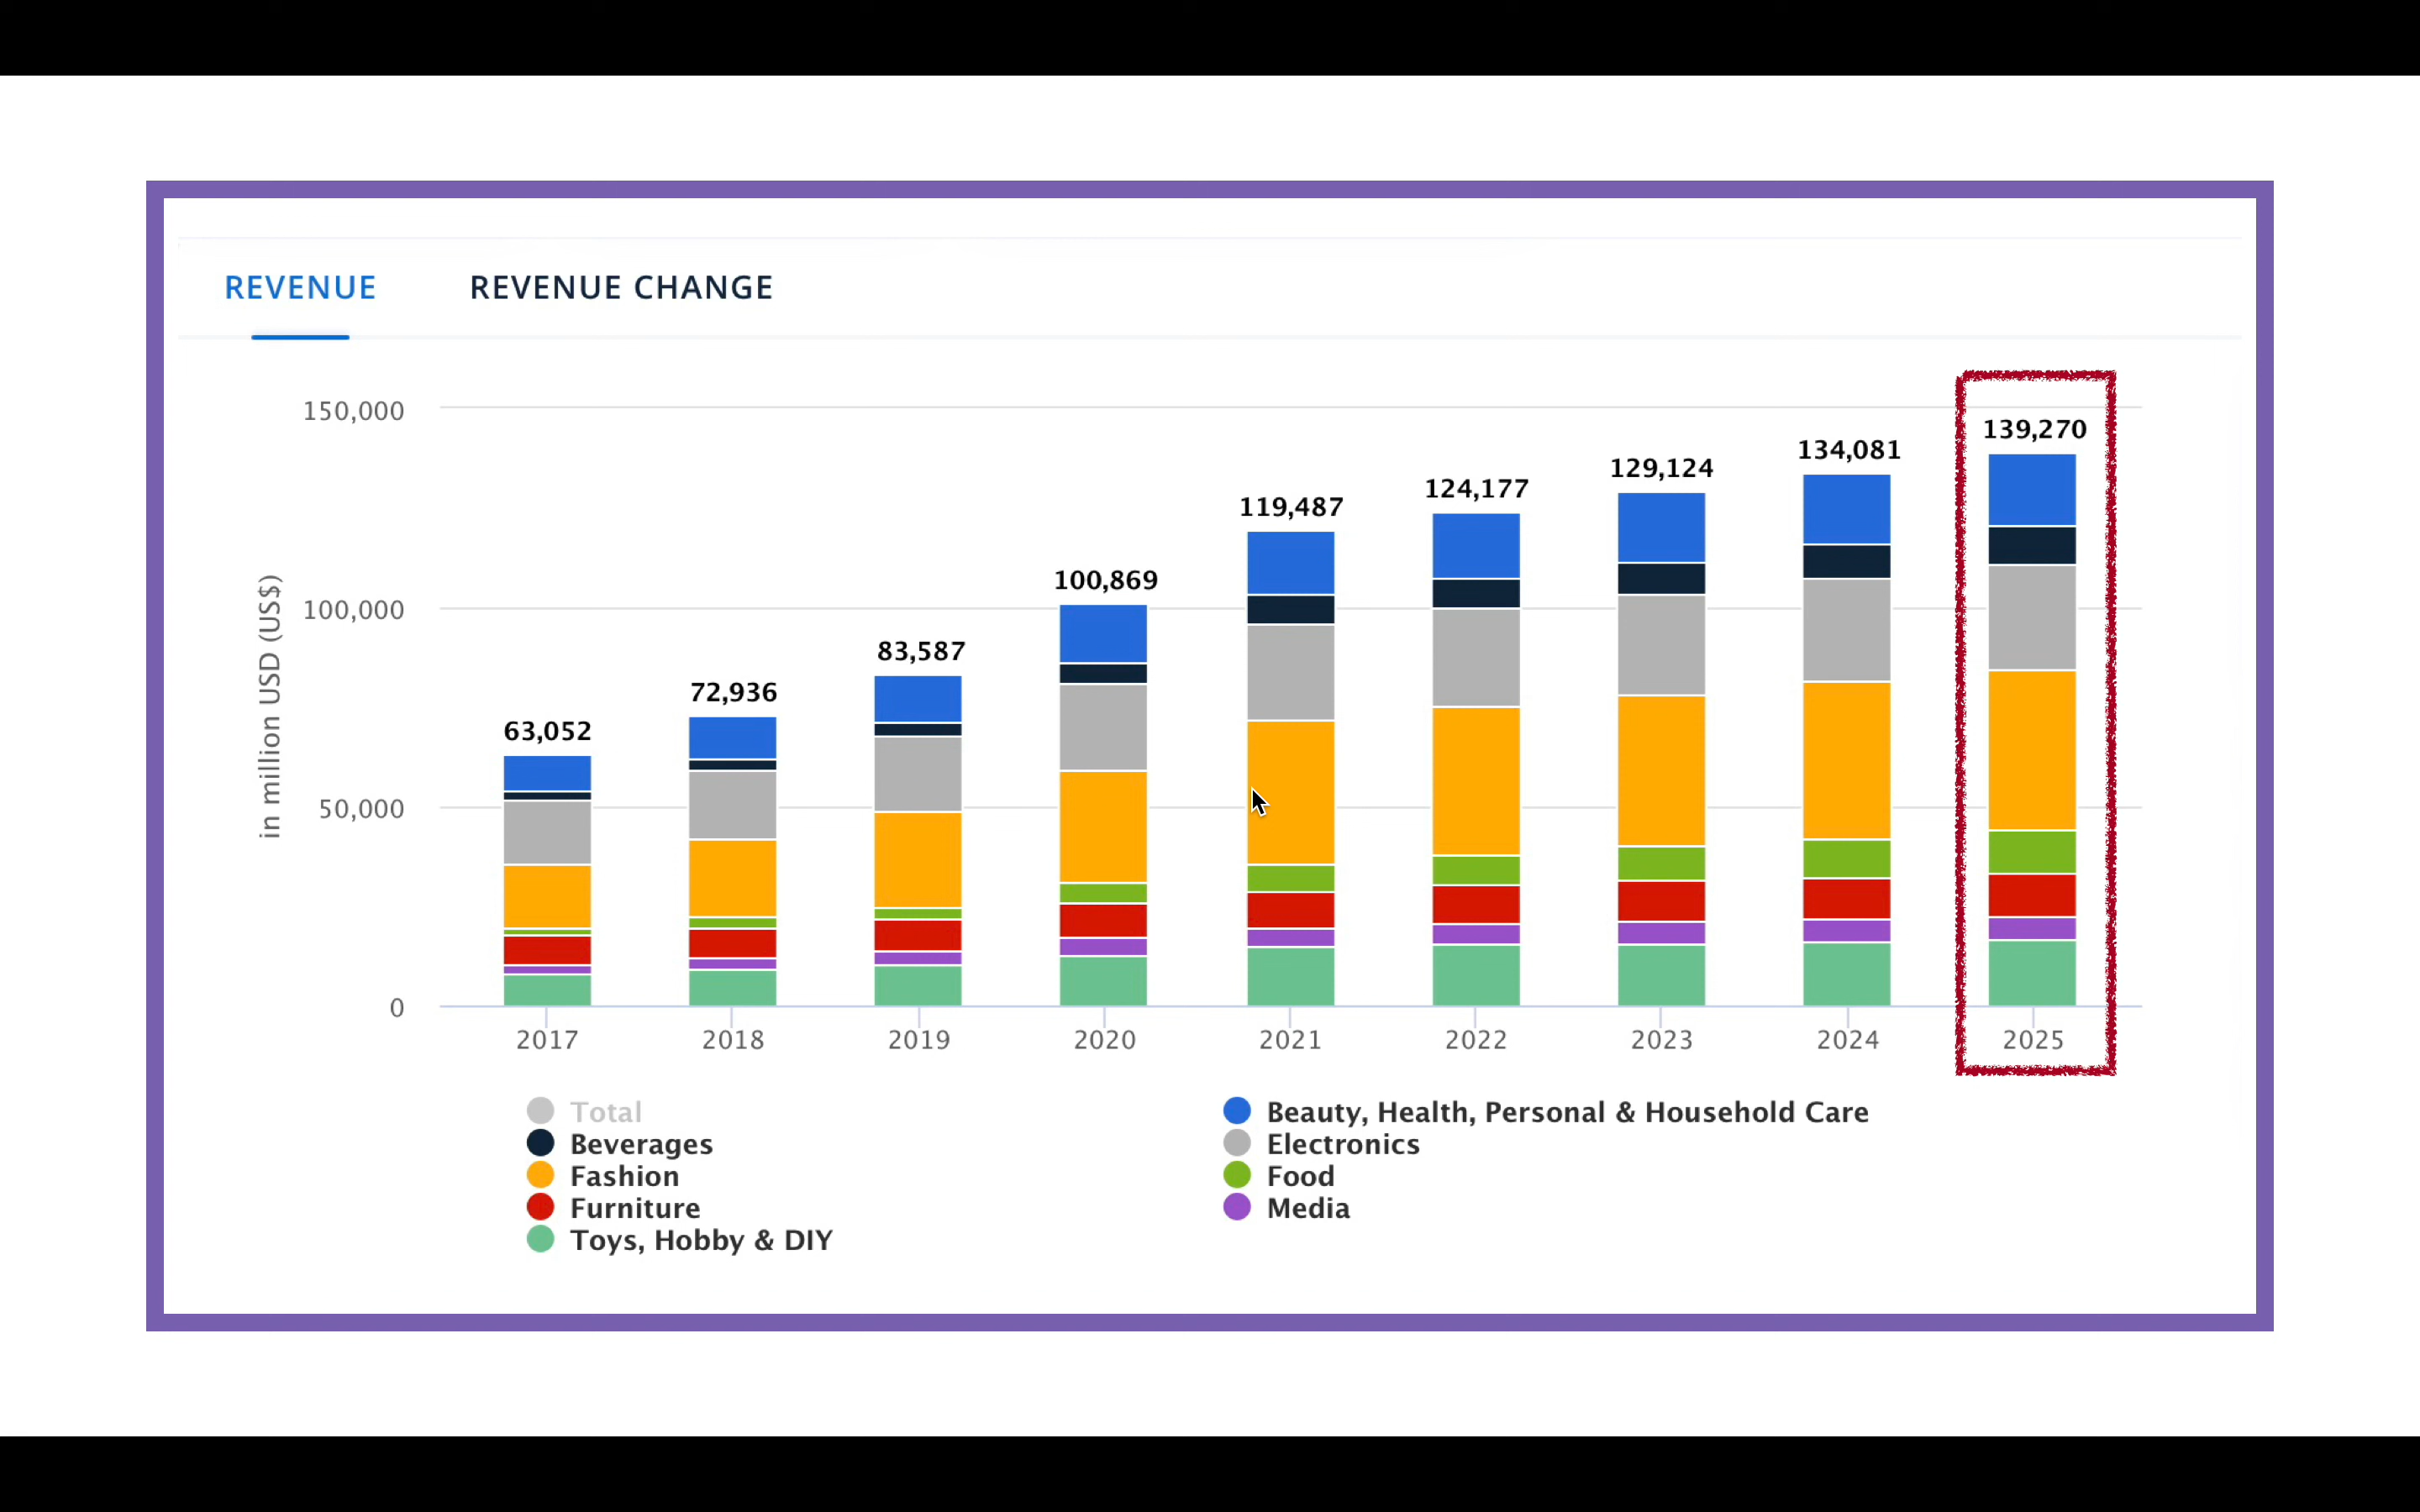 REVENUE REVENUE CHANGE
in million USD (US$)
150,000
100,000
50,000
0
63,052
72,936
83,587
100,869
119,487
124,177
129,124
134,081
139,270
2017 2018 2019 2020 2021 2022 2023 2024 2025
Total
Beverages
Fashion
Furniture
Toys, Hobby & DIY
Beauty, Health, Personal & Household Care
Electronics
Food
Media